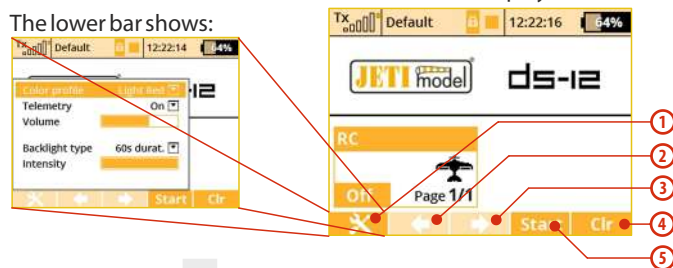 The lower bar shows:
Tx Default 12:22:14 64%
Color profile Light Red
Telemetry On
Volume
Backlight type 60s durat.
Intensity
Start Clr
Tx Default 12:22:16 64%
JETI model ds-12
RC
Off Page 1/1
Start Clr
1
2
3
4
5